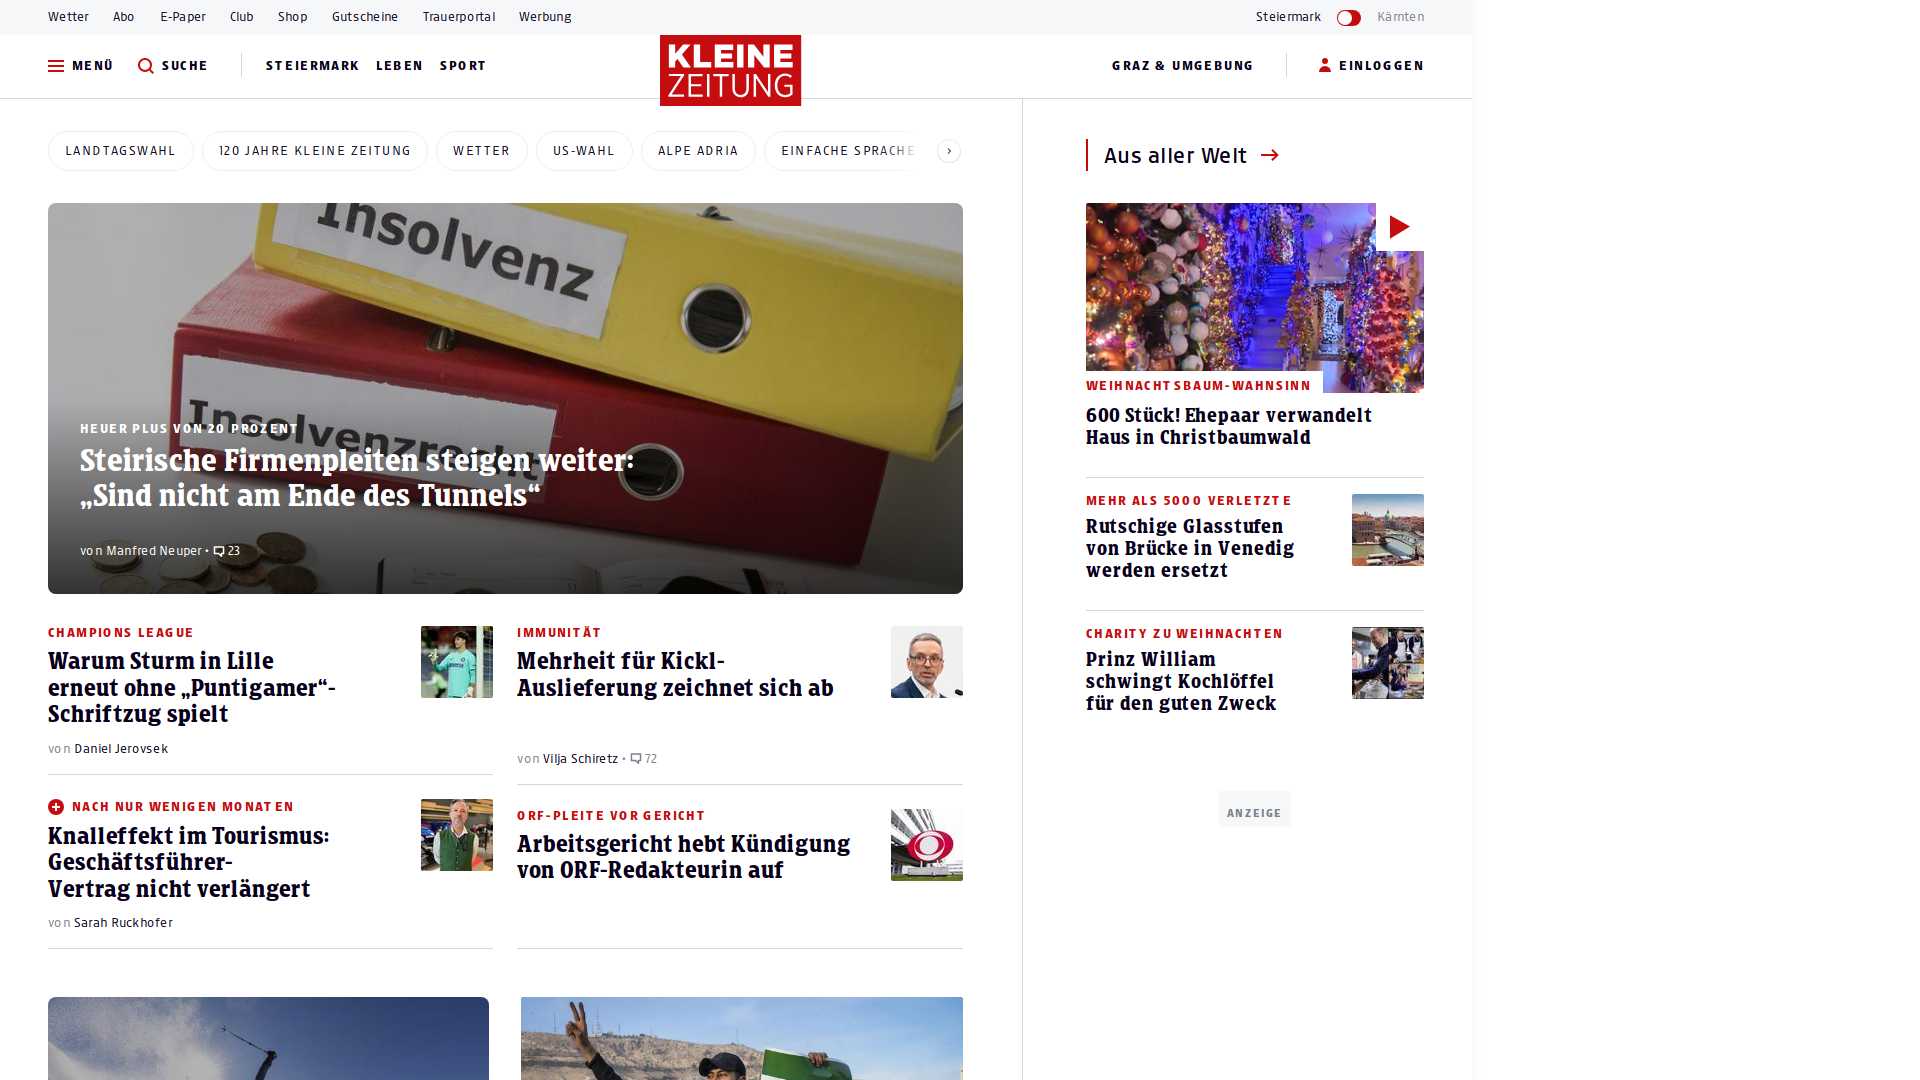 Wetter Abo E-Paper Club Shop Gutscheine Trauerportal Werbung Steiermark Kärnten
MENÜ SUCHE STEIERMARK LEBEN SPORT KLEINE ZEITUNG GRAZ & UMGEBUNG EINLOGGEN
LANDTAGSWAHL 120 JAHRE KLEINE ZEITUNG WETTER US-WAHL ALPE ADRIA EINFACHE SPRACHE
Insolvenz
Insolvenzrecht
HEUER PLUS VON 20 PROZENT
Steirische Firmenpleiten steigen weiter:
„Sind nicht am Ende des Tunnels“
von Manfred Neuper • 23
CHAMPIONS LEAGUE
Warum Sturm in Lille
erneut ohne „Puntigamer“-
Schriftzug spielt
von Daniel Jerovsek
IMMUNITÄT
Mehrheit für Kickl-
Auslieferung zeichnet sich ab
von Vilja Schiretz • 72
NACH NUR WENIGEN MONATEN
Knalleffekt im Tourismus:
Geschäftsführer-
Vertrag nicht verlängert
von Sarah Ruckhofer
ORF-PLEITE VOR GERICHT
Arbeitsgericht hebt Kündigung
von ORF-Redakteurin auf
Aus aller Welt
WEIHNACHTSBAUM-WAHNSINN
600 Stück! Ehepaar verwandelt
Haus in Christbaumwald
MEHR ALS 5000 VERLETZTE
Rutschige Glasstufen
von Brücke in Venedig
werden ersetzt
CHARITY ZU WEIHNACHTEN
Prinz William
schwingt Kochlöffel
für den guten Zweck
ANZEIGE